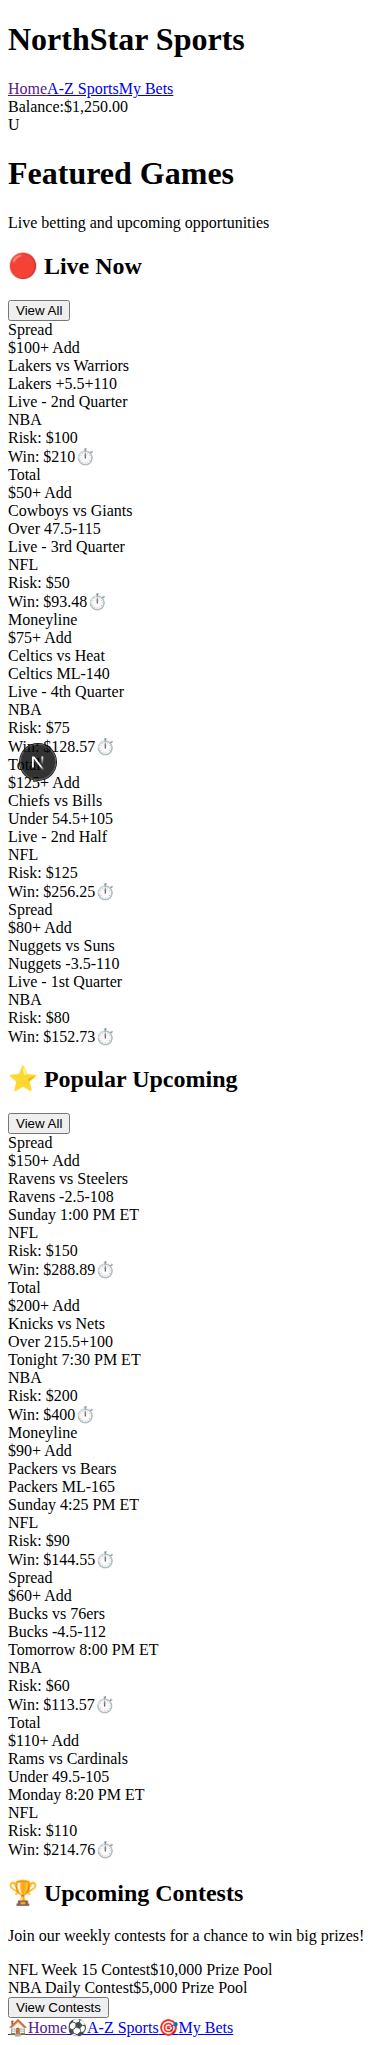 NorthStar Sports
HomeA-Z SportsMy Bets
Balance:$1,250.00
U
Featured Games
Live betting and upcoming opportunities
🔴 Live Now
View All
Spread
$100+ Add
Lakers vs Warriors
Lakers +5.5+110
Live - 2nd Quarter
NBA
Risk: $100
Win: $210⏱️
Total
$50+ Add
Cowboys vs Giants
Over 47.5-115
Live - 3rd Quarter
NFL
Risk: $50
Win: $93.48⏱️
Moneyline
$75+ Add
Celtics vs Heat
Celtics ML-140
Live - 4th Quarter
NBA
Risk: $75
Win: $128.57⏱️
Total
N
$125+ Add
Chiefs vs Bills
Under 54.5+105
Live - 2nd Half
NFL
Risk: $125
Win: $256.25⏱️
Spread
$80+ Add
Nuggets vs Suns
Nuggets -3.5-110
Live - 1st Quarter
NBA
Risk: $80
Win: $152.73⏱️
⭐ Popular Upcoming
View All
Spread
$150+ Add
Ravens vs Steelers
Ravens -2.5-108
Sunday 1:00 PM ET
NFL
Risk: $150
Win: $288.89⏱️
Total
$200+ Add
Knicks vs Nets
Over 215.5+100
Tonight 7:30 PM ET
NBA
Risk: $200
Win: $400⏱️
Moneyline
$90+ Add
Packers vs Bears
Packers ML-165
Sunday 4:25 PM ET
NFL
Risk: $90
Win: $144.55⏱️
Spread
$60+ Add
Bucks vs 76ers
Bucks -4.5-112
Tomorrow 8:00 PM ET
NBA
Risk: $60
Win: $113.57⏱️
Total
$110+ Add
Rams vs Cardinals
Under 49.5-105
Monday 8:20 PM ET
NFL
Risk: $110
Win: $214.76⏱️
🏆 Upcoming Contests
Join our weekly contests for a chance to win big prizes!
NFL Week 15 Contest$10,000 Prize Pool
NBA Daily Contest$5,000 Prize Pool
View Contests
🏠Home⚽A-Z Sports🎯My Bets